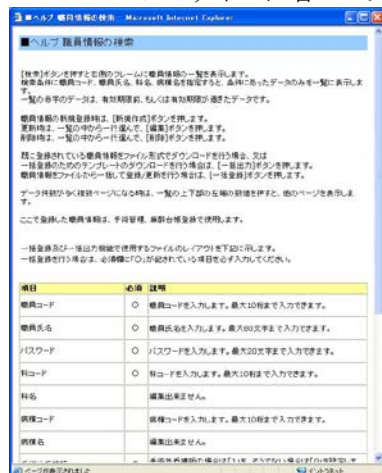 ■ヘルプ 職員情報の検索 - Microsoft Internet Explorer
■ヘルプ 職員情報の検索
[検索]ボタンを押すと右側のフレームに職員情報の一覧を表示します。
検索条件に職員コード、職員氏名、科名、病棟名を指定すると、条件にあったデータのみを一覧に表示しま
す。
一覧の赤字のデータは、有効期限前、もしくは有効期限が過ぎたデータです。
職員情報の新規登録時は、[新規作成]ボタンを押します。
更新時は、一覧の中から一行選んで、[編集]ボタンを押します。
削除時は、一覧の中から一行選んで、[削除]ボタンを押します。
既に登録されている職員情報をファイル形式でダウンロードを行う場合、又は
一括登録のためのテンプレートのダウンロードを行う場合は、[一括出力]ボタンを押します。
職員情報をファイルから一括して登録/更新を行う場合は、[一括登録]ボタンを押します。
データ件数が多く複数ページになる時は、一覧の上下部の左端の数値を押すと、他のページを表示しま
す。
ここで登録した職員情報は、手術管理、麻酔台帳登録で使用します。
一括登録及び一括出力機能で使用するファイルのレイアウトを下記に示します。
一括登録を行う場合は、必須欄に「○」が記されている項目を必ず入力してください。
項目 必須 説明
職員コード ○ 職員コードを入力します。最大10桁まで入力できます。
職員氏名 ○ 職員氏名を入力します。最大80文字まで入力できます。
パスワード ○ パスワードを入力します。最大20文字まで入力できます。
科コード ○ 科コードを入力します。最大10桁まで入力できます。
科名 編集出来ません。
病棟コード 病棟コードを入力します。最大10桁まで入力できます。
病棟名 編集出来ません。
ページが表示されました イントラネット